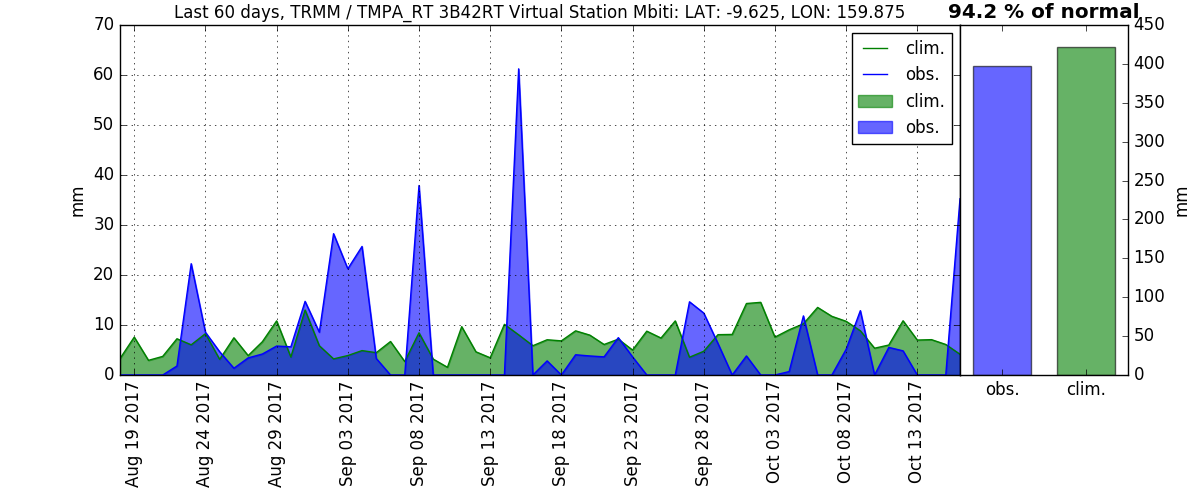 Last 60 days, TRMM / TMPA_RT 3B42RT Virtual Station Mbiti: LAT: -9.625, LON: 159.875
94.2 % of normal
70
60
50
40
30
20
10
0
mm
clim.
obs.
clim.
obs.
450
400
350
300
250
200
150
100
50
0
mm
Aug 19 2017
Aug 24 2017
Aug 29 2017
Sep 03 2017
Sep 08 2017
Sep 13 2017
Sep 18 2017
Sep 23 2017
Sep 28 2017
Oct 03 2017
Oct 08 2017
Oct 13 2017
obs.
clim.